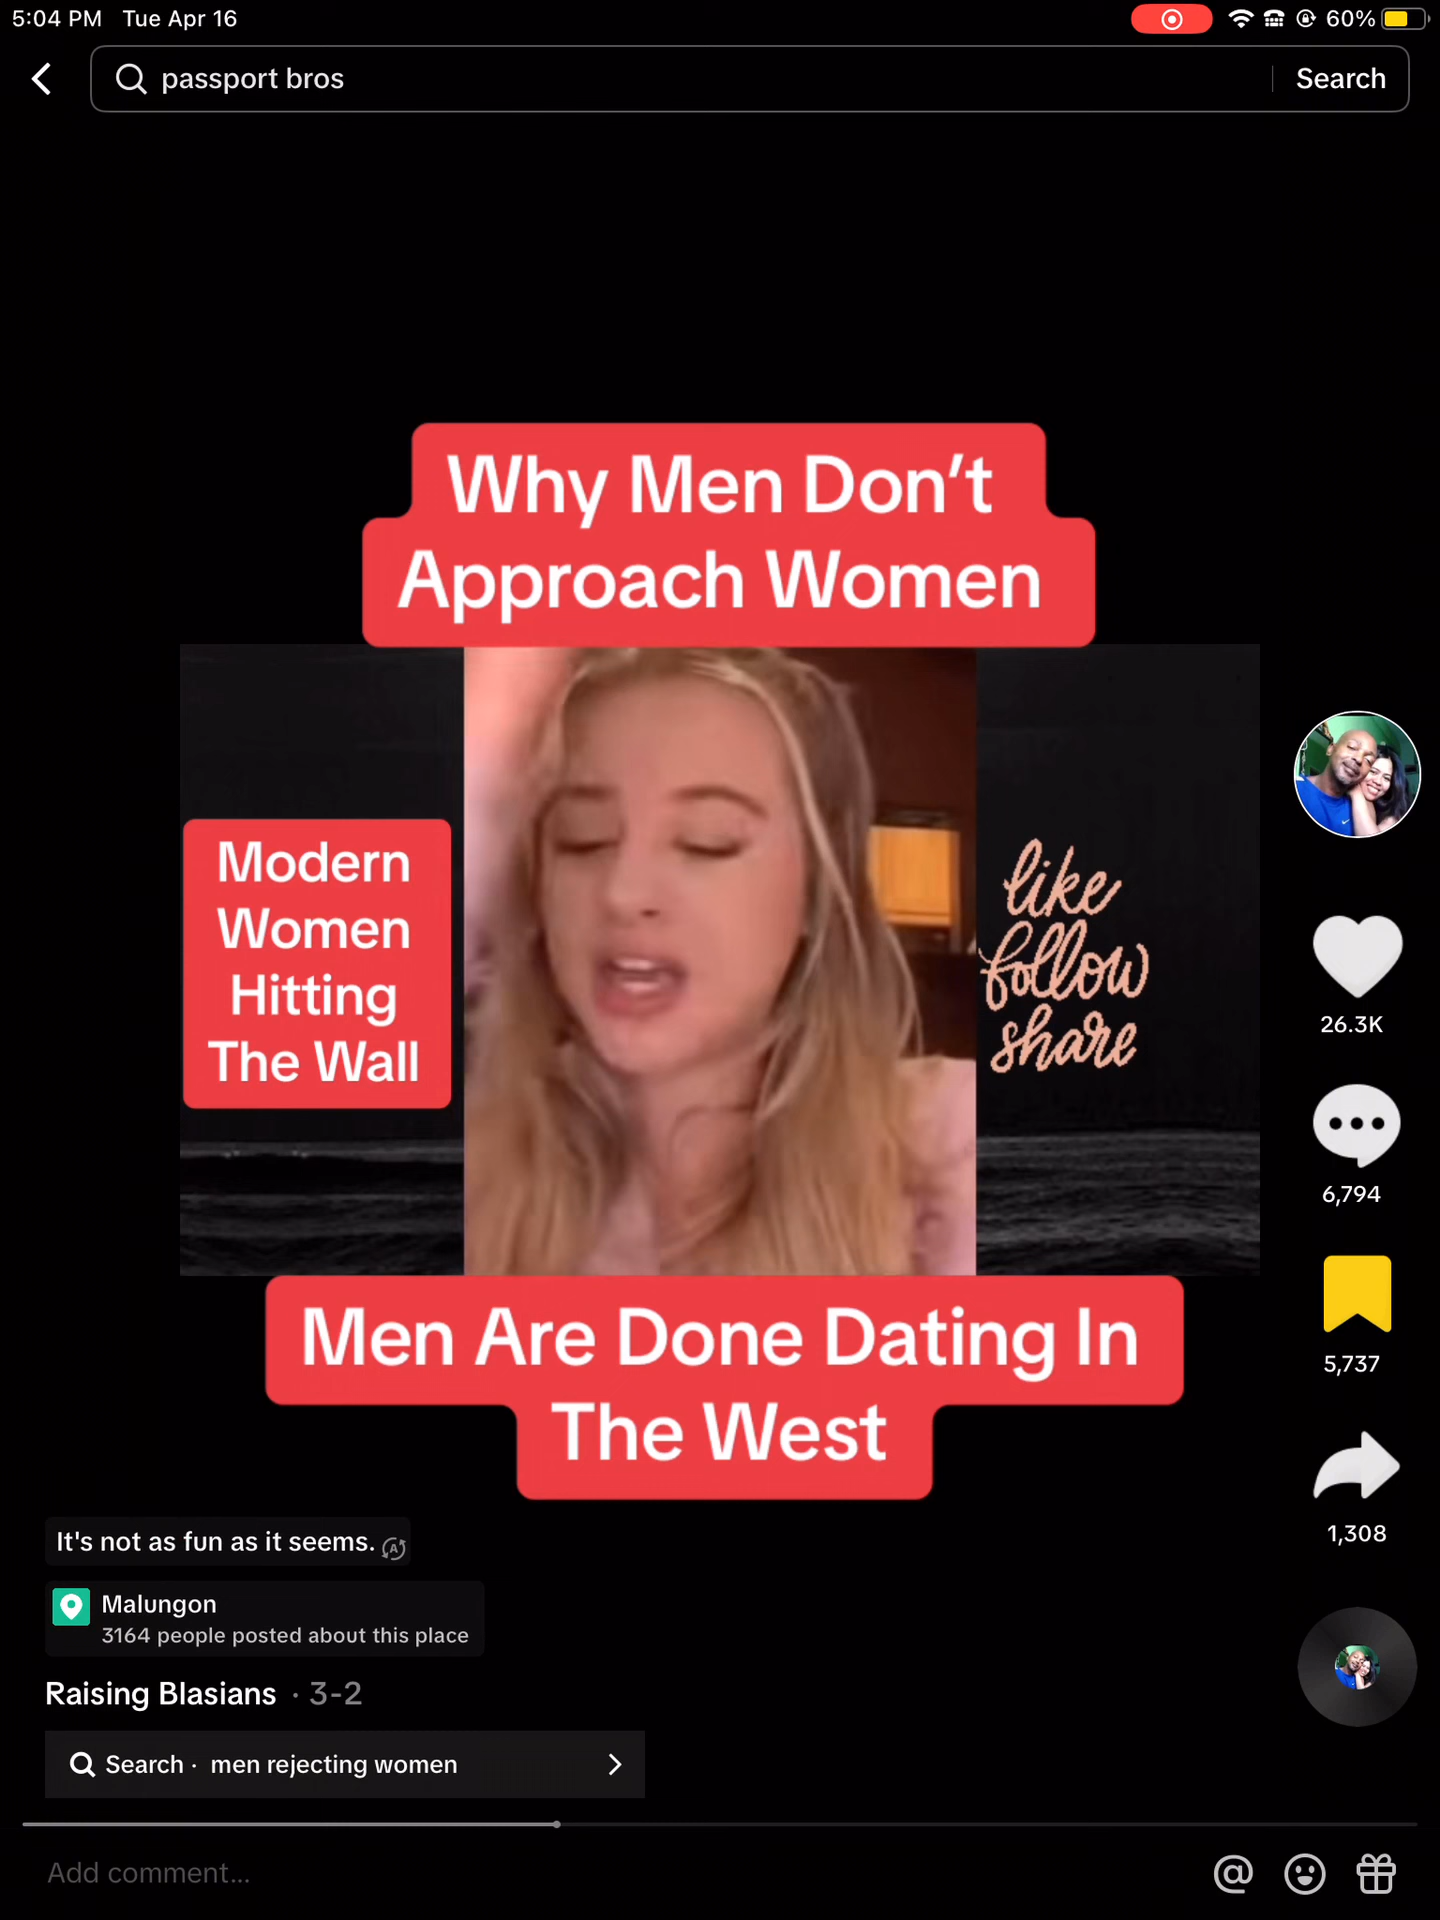 5:04 PM Tue Apr 16
60%
passport bros
Search
Why Men Don’t
Approach Women
Modern
Women
Hitting
The Wall
like
follow
share
26.3K
6,794
5,737
1,308
Men Are Done Dating In
The West
It's not as fun as it seems.
Malungon
3164 people posted about this place
Raising Blasians · 3-2
Search · men rejecting women
Add comment...